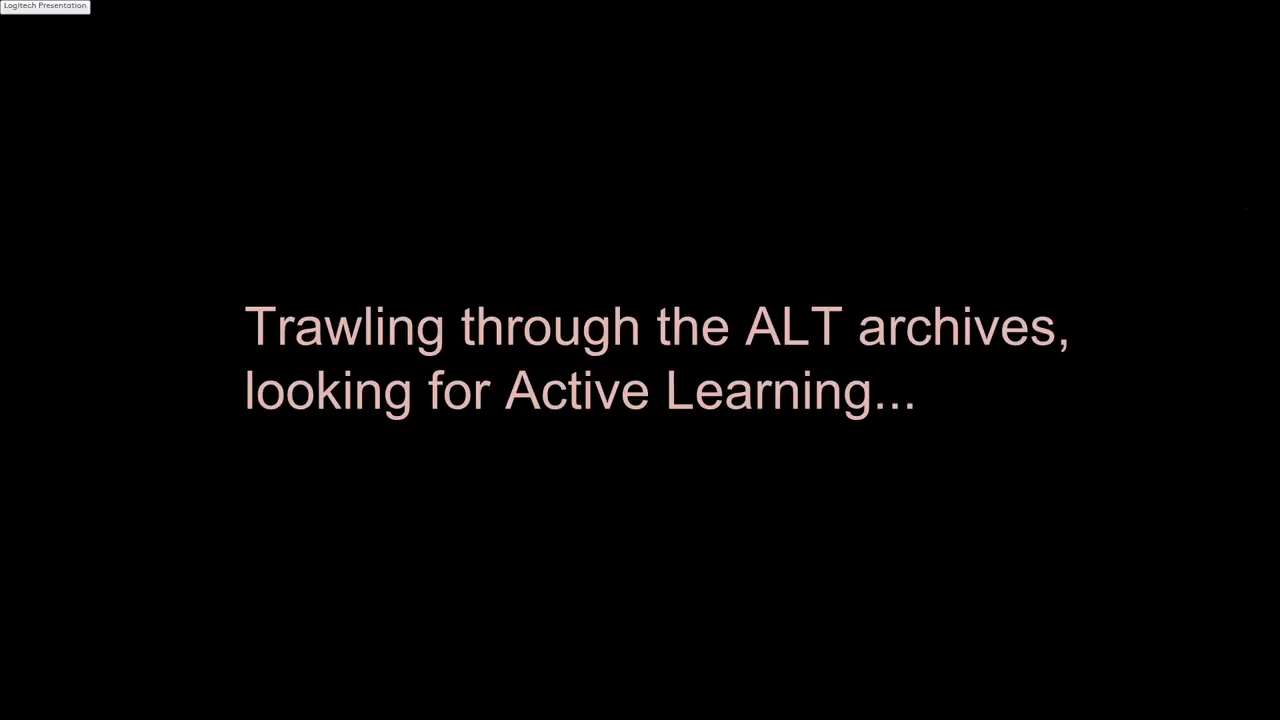 Logitech Presentation
Trawling through the ALT archives,
looking for Active Learning...